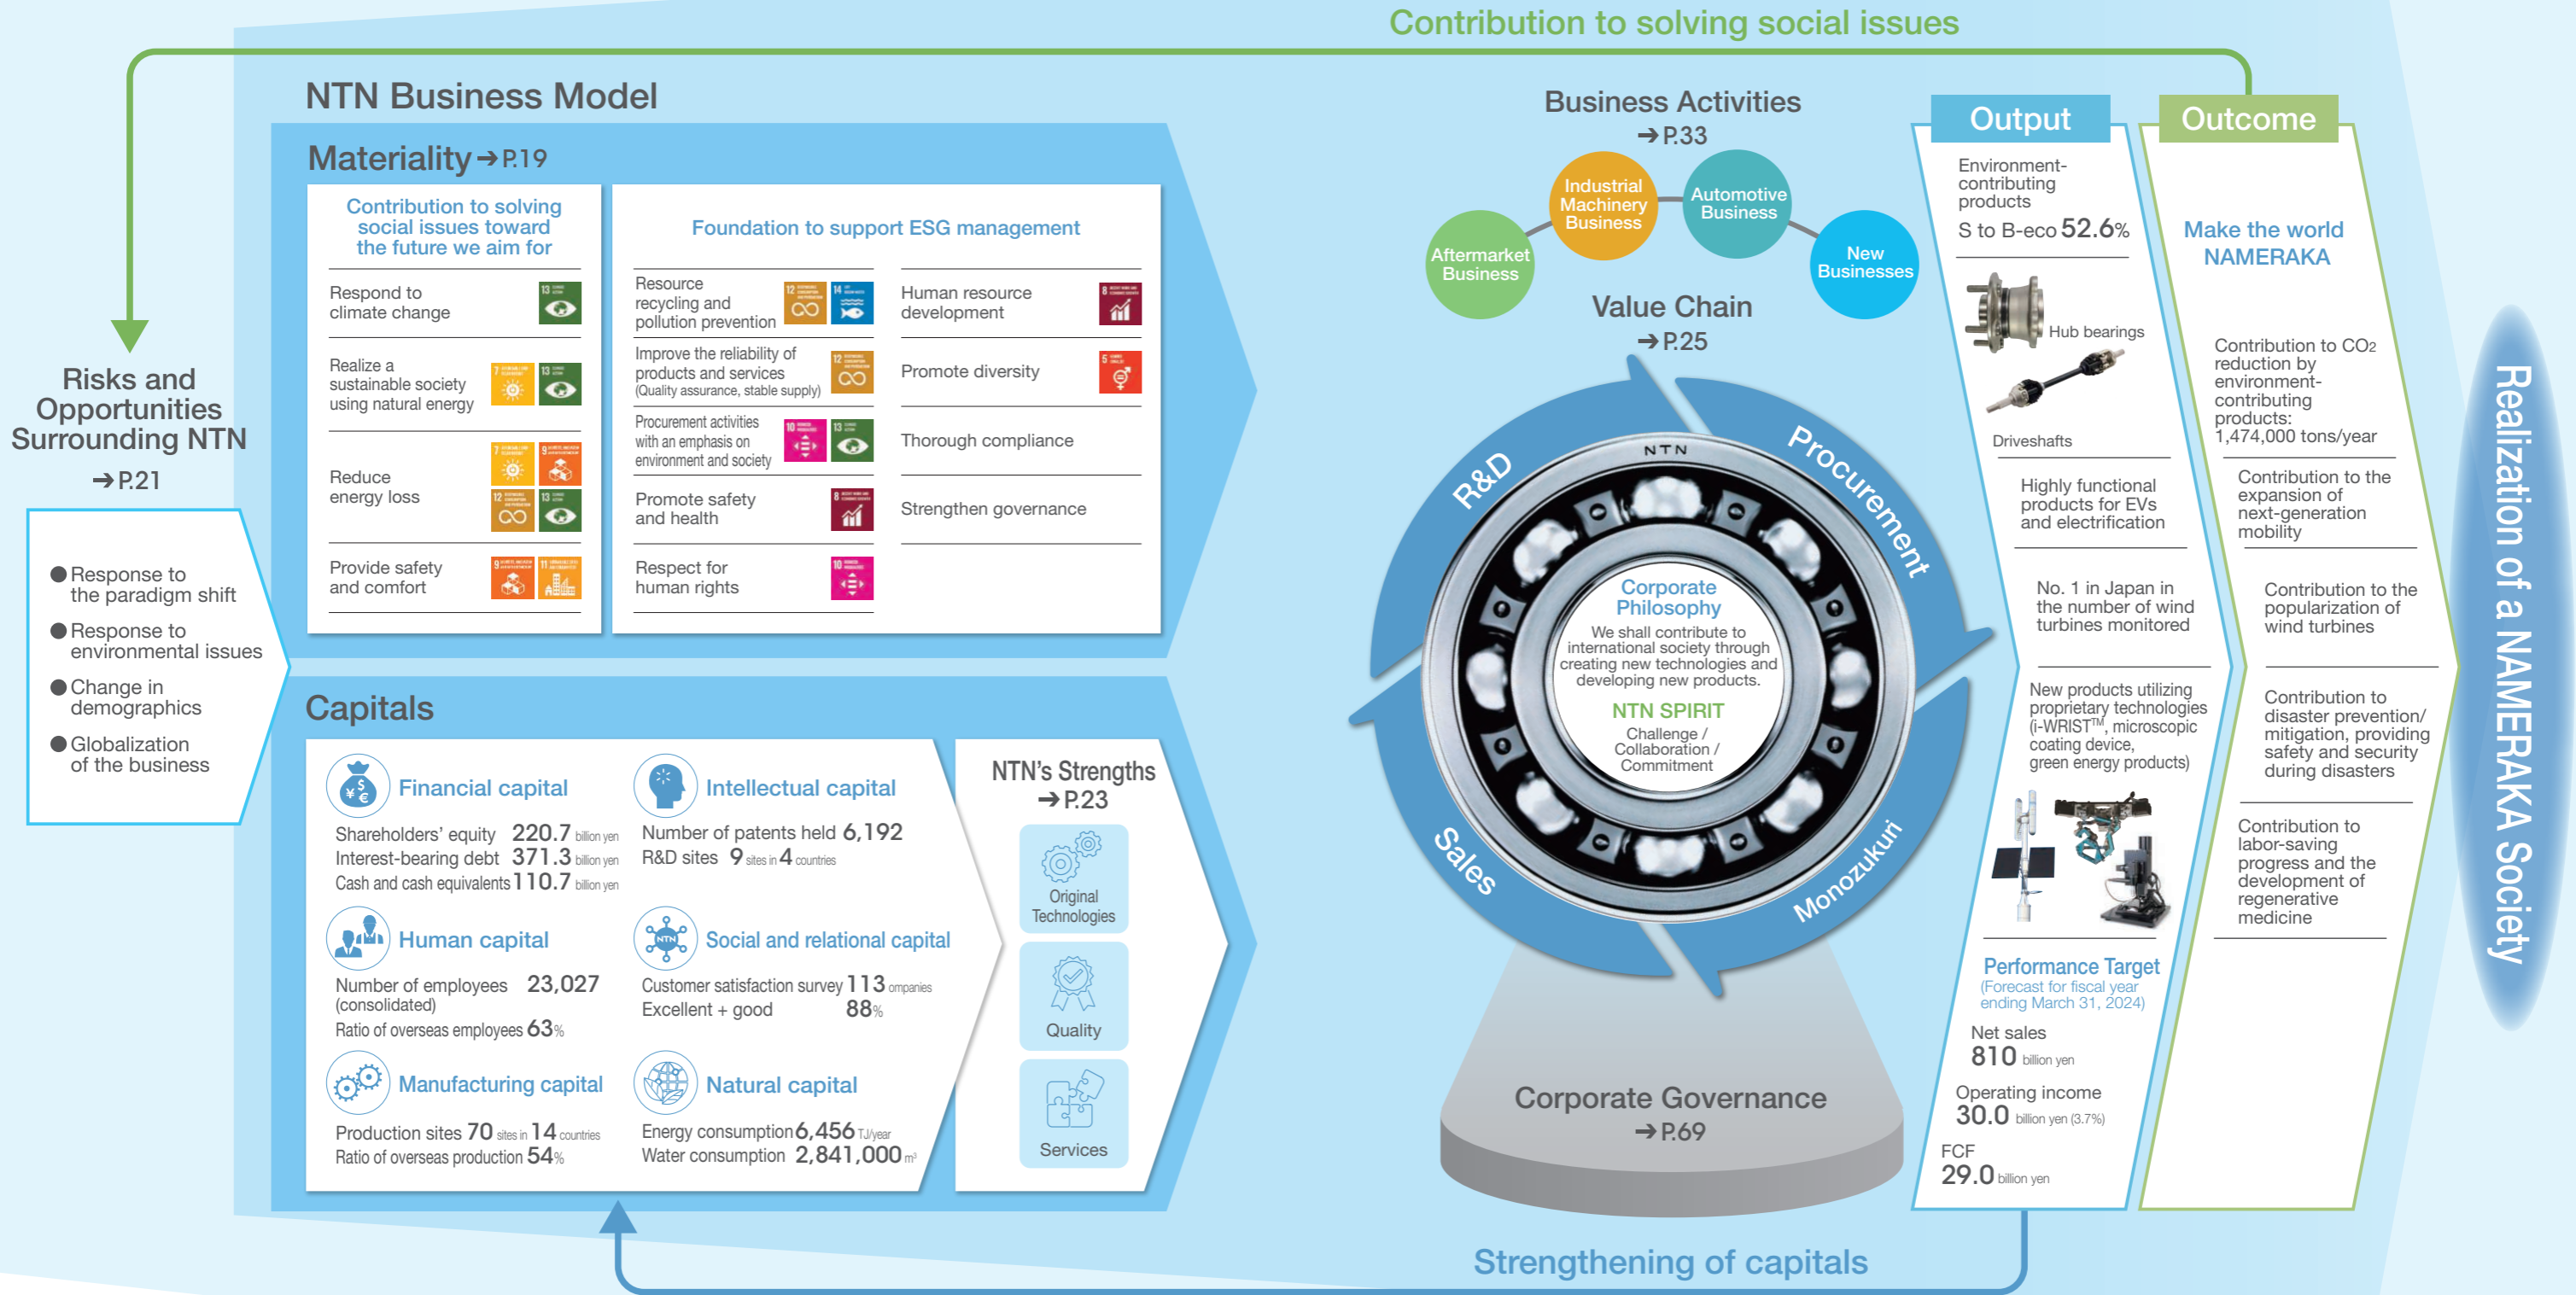 Contribution to solving social issues
NTN Business Model
Materiality → P.19
Contribution to solving
social issues toward
the future we aim for
Respond to
climate change
Realize a
sustainable society
using natural energy
Reduce
energy loss
Provide safety
and comfort
Foundation to support ESG management
Resource
recycling and
pollution prevention
Improve the reliability of
products and services
(Quality assurance, stable supply)
Procurement activities
with an emphasis on
environment and society
Promote safety
and health
Respect for
human rights
Human resource
development
Promote diversity
Thorough compliance
Strengthen governance
Risks and
Opportunities
Surrounding NTN
→ P.21
● Response to
the paradigm shift
● Response to
environmental issues
● Change in
demographics
● Globalization
of the business
Capitals
Financial capital
Shareholders' equity 220.7 billion yen
Interest-bearing debt 371.3 billion yen
Cash and cash equivalents 110.7 billion yen
Intellectual capital
Number of patents held 6,192
R&D sites 9 sites in 4 countries
Human capital
Number of employees 23,027
(consolidated)
Ratio of overseas employees 63%
NTN
Social and relational capital
Customer satisfaction survey 113 ompanies
Excellent + good 88%
Manufacturing capital
Production sites 70 sites in 14 countries
Ratio of overseas production 54%
Natural capital
Energy consumption 6,456 TJ/year
Water consumption 2,841,000 m³
NTN's Strengths
→ P.23
Original
Technologies
Quality
Services
Business Activities
→ P.33
Aftermarket
Business
Industrial
Machinery
Business
Automotive
Business
New
Businesses
Value Chain
→ P.25
R&D
Procurement
Monozukuri
Sales
NTN
Corporate
Philosophy
We shall contribute to
international society through
creating new technologies and
developing new products.
NTN SPIRIT
Challenge /
Collaboration /
Commitment
Corporate Governance
→ P.69
Output
Environment-
contributing
products
S to B-eco 52.6%
Hub bearings
Driveshafts
Highly functional
products for EVs
and electrification
No. 1 in Japan in
the number of wind
turbines monitored
New products utilizing
proprietary technologies
(i-WRIST™, microscopic
coating device,
green energy products)
Performance Target
(Forecast for fiscal year
ending March 31, 2024)
Net sales
810 billion yen
Operating income
30.0 billion yen (3.7%)
FCF
29.0 billion yen
Outcome
Make the world
NAMERAKA
Contribution to CO2
reduction by
environment-
contributing
products:
1,474,000 tons/year
Contribution to the
expansion of
next-generation
mobility
Contribution to the
popularization of
wind turbines
Contribution to
disaster prevention/
mitigation, providing
safety and security
during disasters
Contribution to
labor-saving
progress and the
development of
regenerative
medicine
Realization of a NAMERAKA Society
Strengthening of capitals